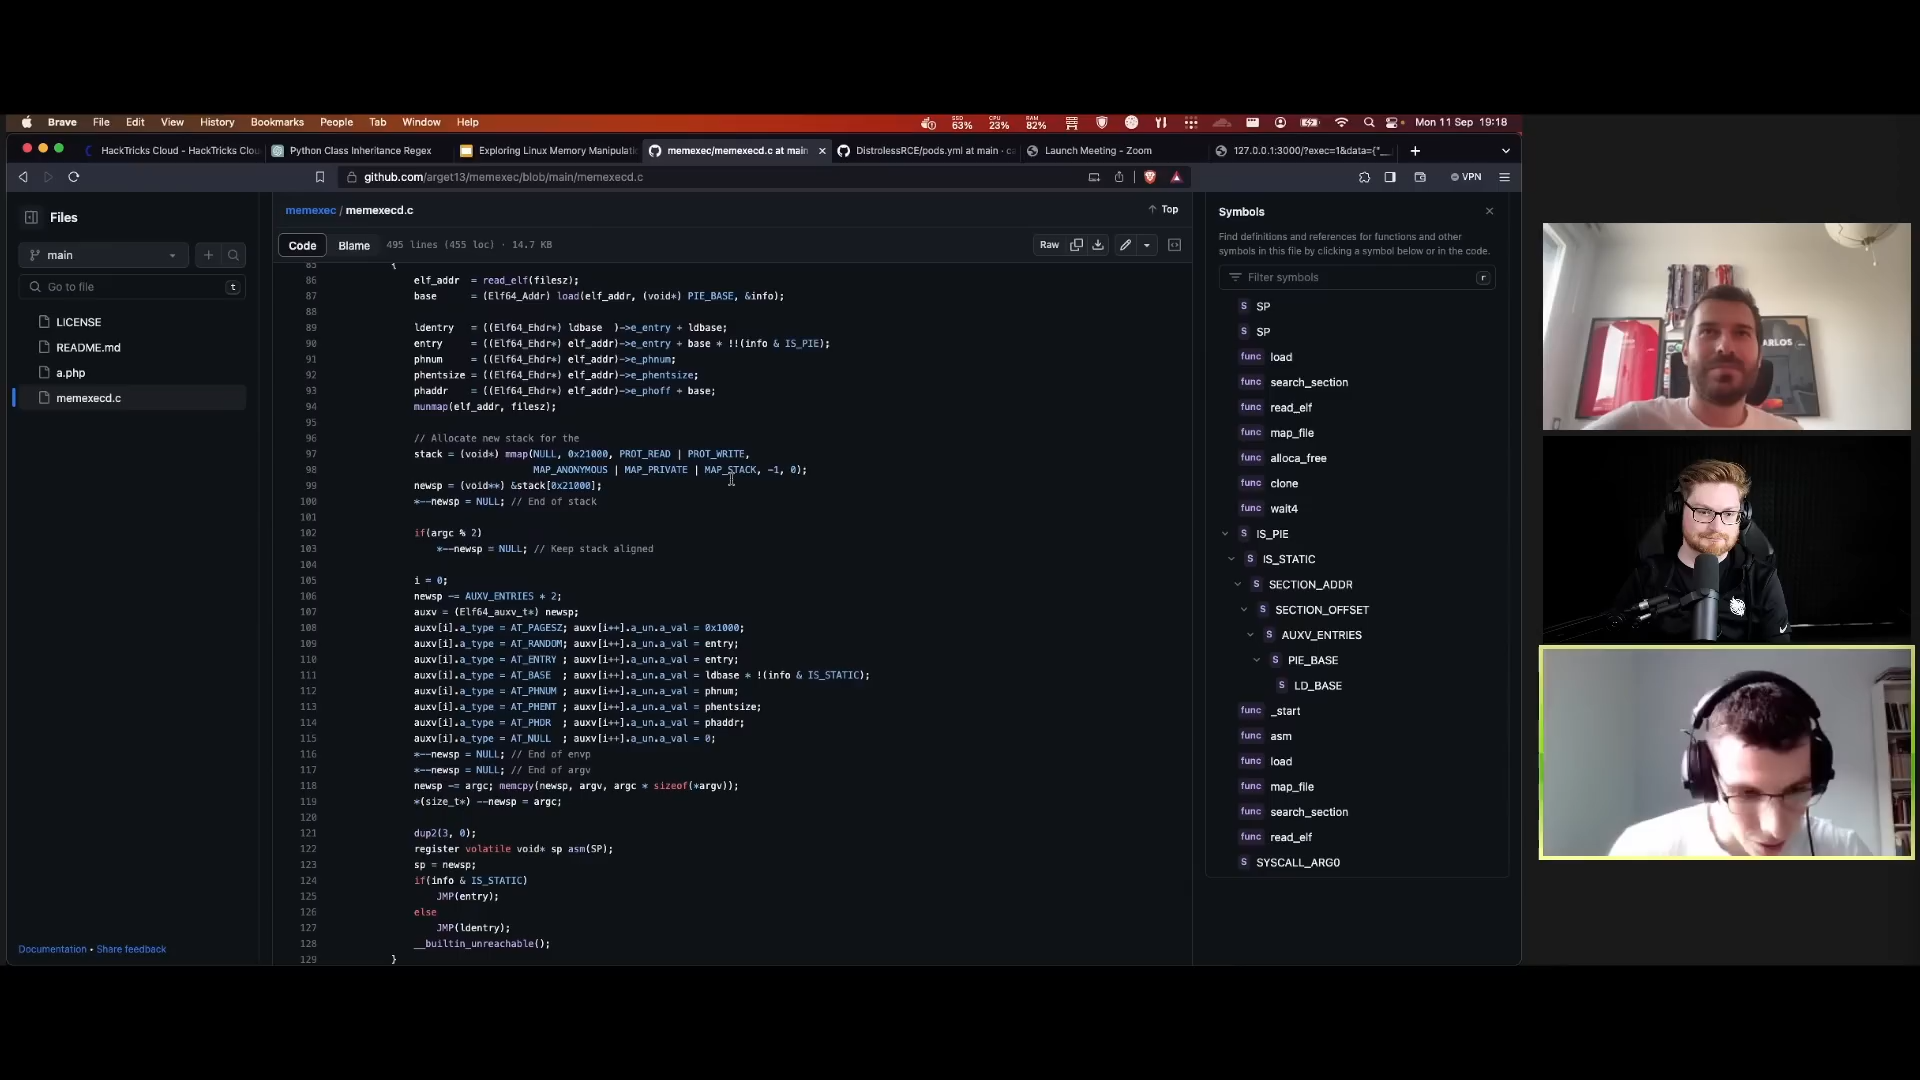 Brave File Edit View History Bookmarks People Tab Window Help
SSD 63% CPU 23% RAM 82% Mon 11 Sep 19:18
HackTricks Cloud - HackTricks Clou
Python Class Inheritance Regex
Exploring Linux Memory Manipulati
memexec/memexecd.c at main
DistrolessRCE/pods.yml at main · c
Launch Meeting - Zoom
127.0.0.1:3000/?exec=1&data={"__
github.com/arget13/memexec/blob/main/memexecd.c
VPN
Files
main
Go to file t
LICENSE
README.md
a.php
memexecd.c
Documentation • Share feedback
memexec / memexecd.c
Top
Code Blame 495 lines (455 loc) · 14.7 KB
Raw
85 {
86 elf_addr = read_elf(filesz);
87 base = (Elf64_Addr) load(elf_addr, (void*) PIE_BASE, &info);
88
89 ldentry = ((Elf64_Ehdr*) ldbase )->e_entry + ldbase;
90 entry = ((Elf64_Ehdr*) elf_addr)->e_entry + base * !!(info & IS_PIE);
91 phnum = ((Elf64_Ehdr*) elf_addr)->e_phnum;
92 phentsize = ((Elf64_Ehdr*) elf_addr)->e_phentsize;
93 phaddr = ((Elf64_Ehdr*) elf_addr)->e_phoff + base;
94 munmap(elf_addr, filesz);
95
96 // Allocate new stack for the
97 stack = (void*) mmap(NULL, 0x21000, PROT_READ | PROT_WRITE,
98 MAP_ANONYMOUS | MAP_PRIVATE | MAP_STACK, -1, 0);
99 newsp = (void**) &stack[0x21000];
100 *--newsp = NULL; // End of stack
101
102 if(argc % 2)
103 *--newsp = NULL; // Keep stack aligned
104
105 i = 0;
106 newsp -= AUXV_ENTRIES * 2;
107 auxv = (Elf64_auxv_t*) newsp;
108 auxv[i].a_type = AT_PAGESZ; auxv[i++].a_un.a_val = 0x1000;
109 auxv[i].a_type = AT_RANDOM; auxv[i++].a_un.a_val = entry;
110 auxv[i].a_type = AT_ENTRY ; auxv[i++].a_un.a_val = entry;
111 auxv[i].a_type = AT_BASE ; auxv[i++].a_un.a_val = ldbase * !(info & IS_STATIC);
112 auxv[i].a_type = AT_PHNUM ; auxv[i++].a_un.a_val = phnum;
113 auxv[i].a_type = AT_PHENT ; auxv[i++].a_un.a_val = phentsize;
114 auxv[i].a_type = AT_PHDR ; auxv[i++].a_un.a_val = phaddr;
115 auxv[i].a_type = AT_NULL ; auxv[i++].a_un.a_val = 0;
116 *--newsp = NULL; // End of envp
117 *--newsp = NULL; // End of argv
118 newsp -= argc; memcpy(newsp, argv, argc * sizeof(*argv));
119 *(size_t*) --newsp = argc;
120
121 dup2(3, 0);
122 register volatile void* sp asm(SP);
123 sp = newsp;
124 if(info & IS_STATIC)
125 JMP(entry);
126 else
127 JMP(ldentry);
128 __builtin_unreachable();
129 }
Symbols
Find definitions and references for functions and other
symbols in this file by clicking a symbol below or in the code.
Filter symbols r
S SP
S SP
func load
func search_section
func read_elf
func map_file
func alloca_free
func clone
func wait4
S IS_PIE
S IS_STATIC
S SECTION_ADDR
S SECTION_OFFSET
S AUXV_ENTRIES
S PIE_BASE
S LD_BASE
func _start
func asm
func load
func map_file
func search_section
func read_elf
S SYSCALL_ARG0